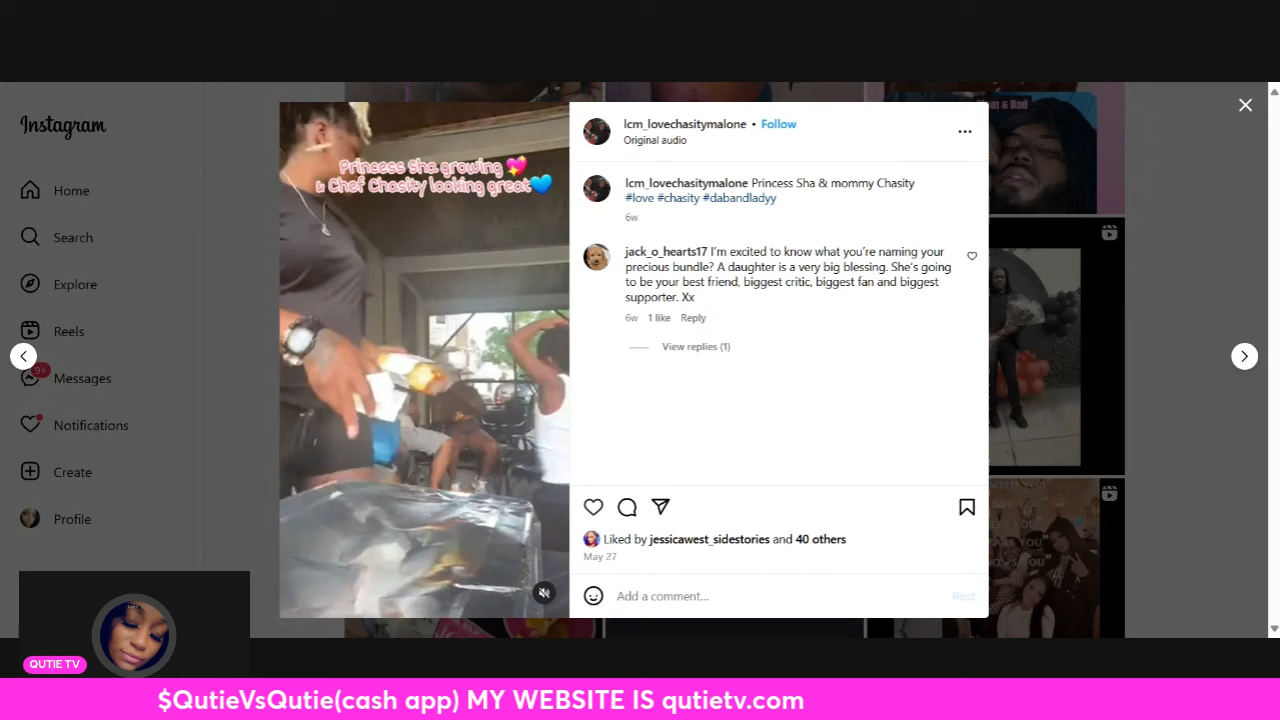 Instagram
Home
Search
Explore
Reels
9+
Messages
Notifications
Create
Profile
Princess Sha growing 💖
& Chef Chasity looking great💙
lcm_lovechasitymalone • Follow
Original audio
lcm_lovechasitymalone Princess Sha & mommy Chasity
#love #chasity #dabandladyy
6w
jack_o_hearts17 I'm excited to know what you're naming your
precious bundle? A daughter is a very big blessing. She's going
to be your best friend, biggest critic, biggest fan and biggest
supporter. Xx
6w 1 like Reply
View replies (1)
Liked by jessicawest_sidestories and 40 others
May 27
Add a comment...
Post
& Bad
YOU
QUTIE TV
$QutieVsQutie(cash app) MY WEBSITE IS qutietv.com